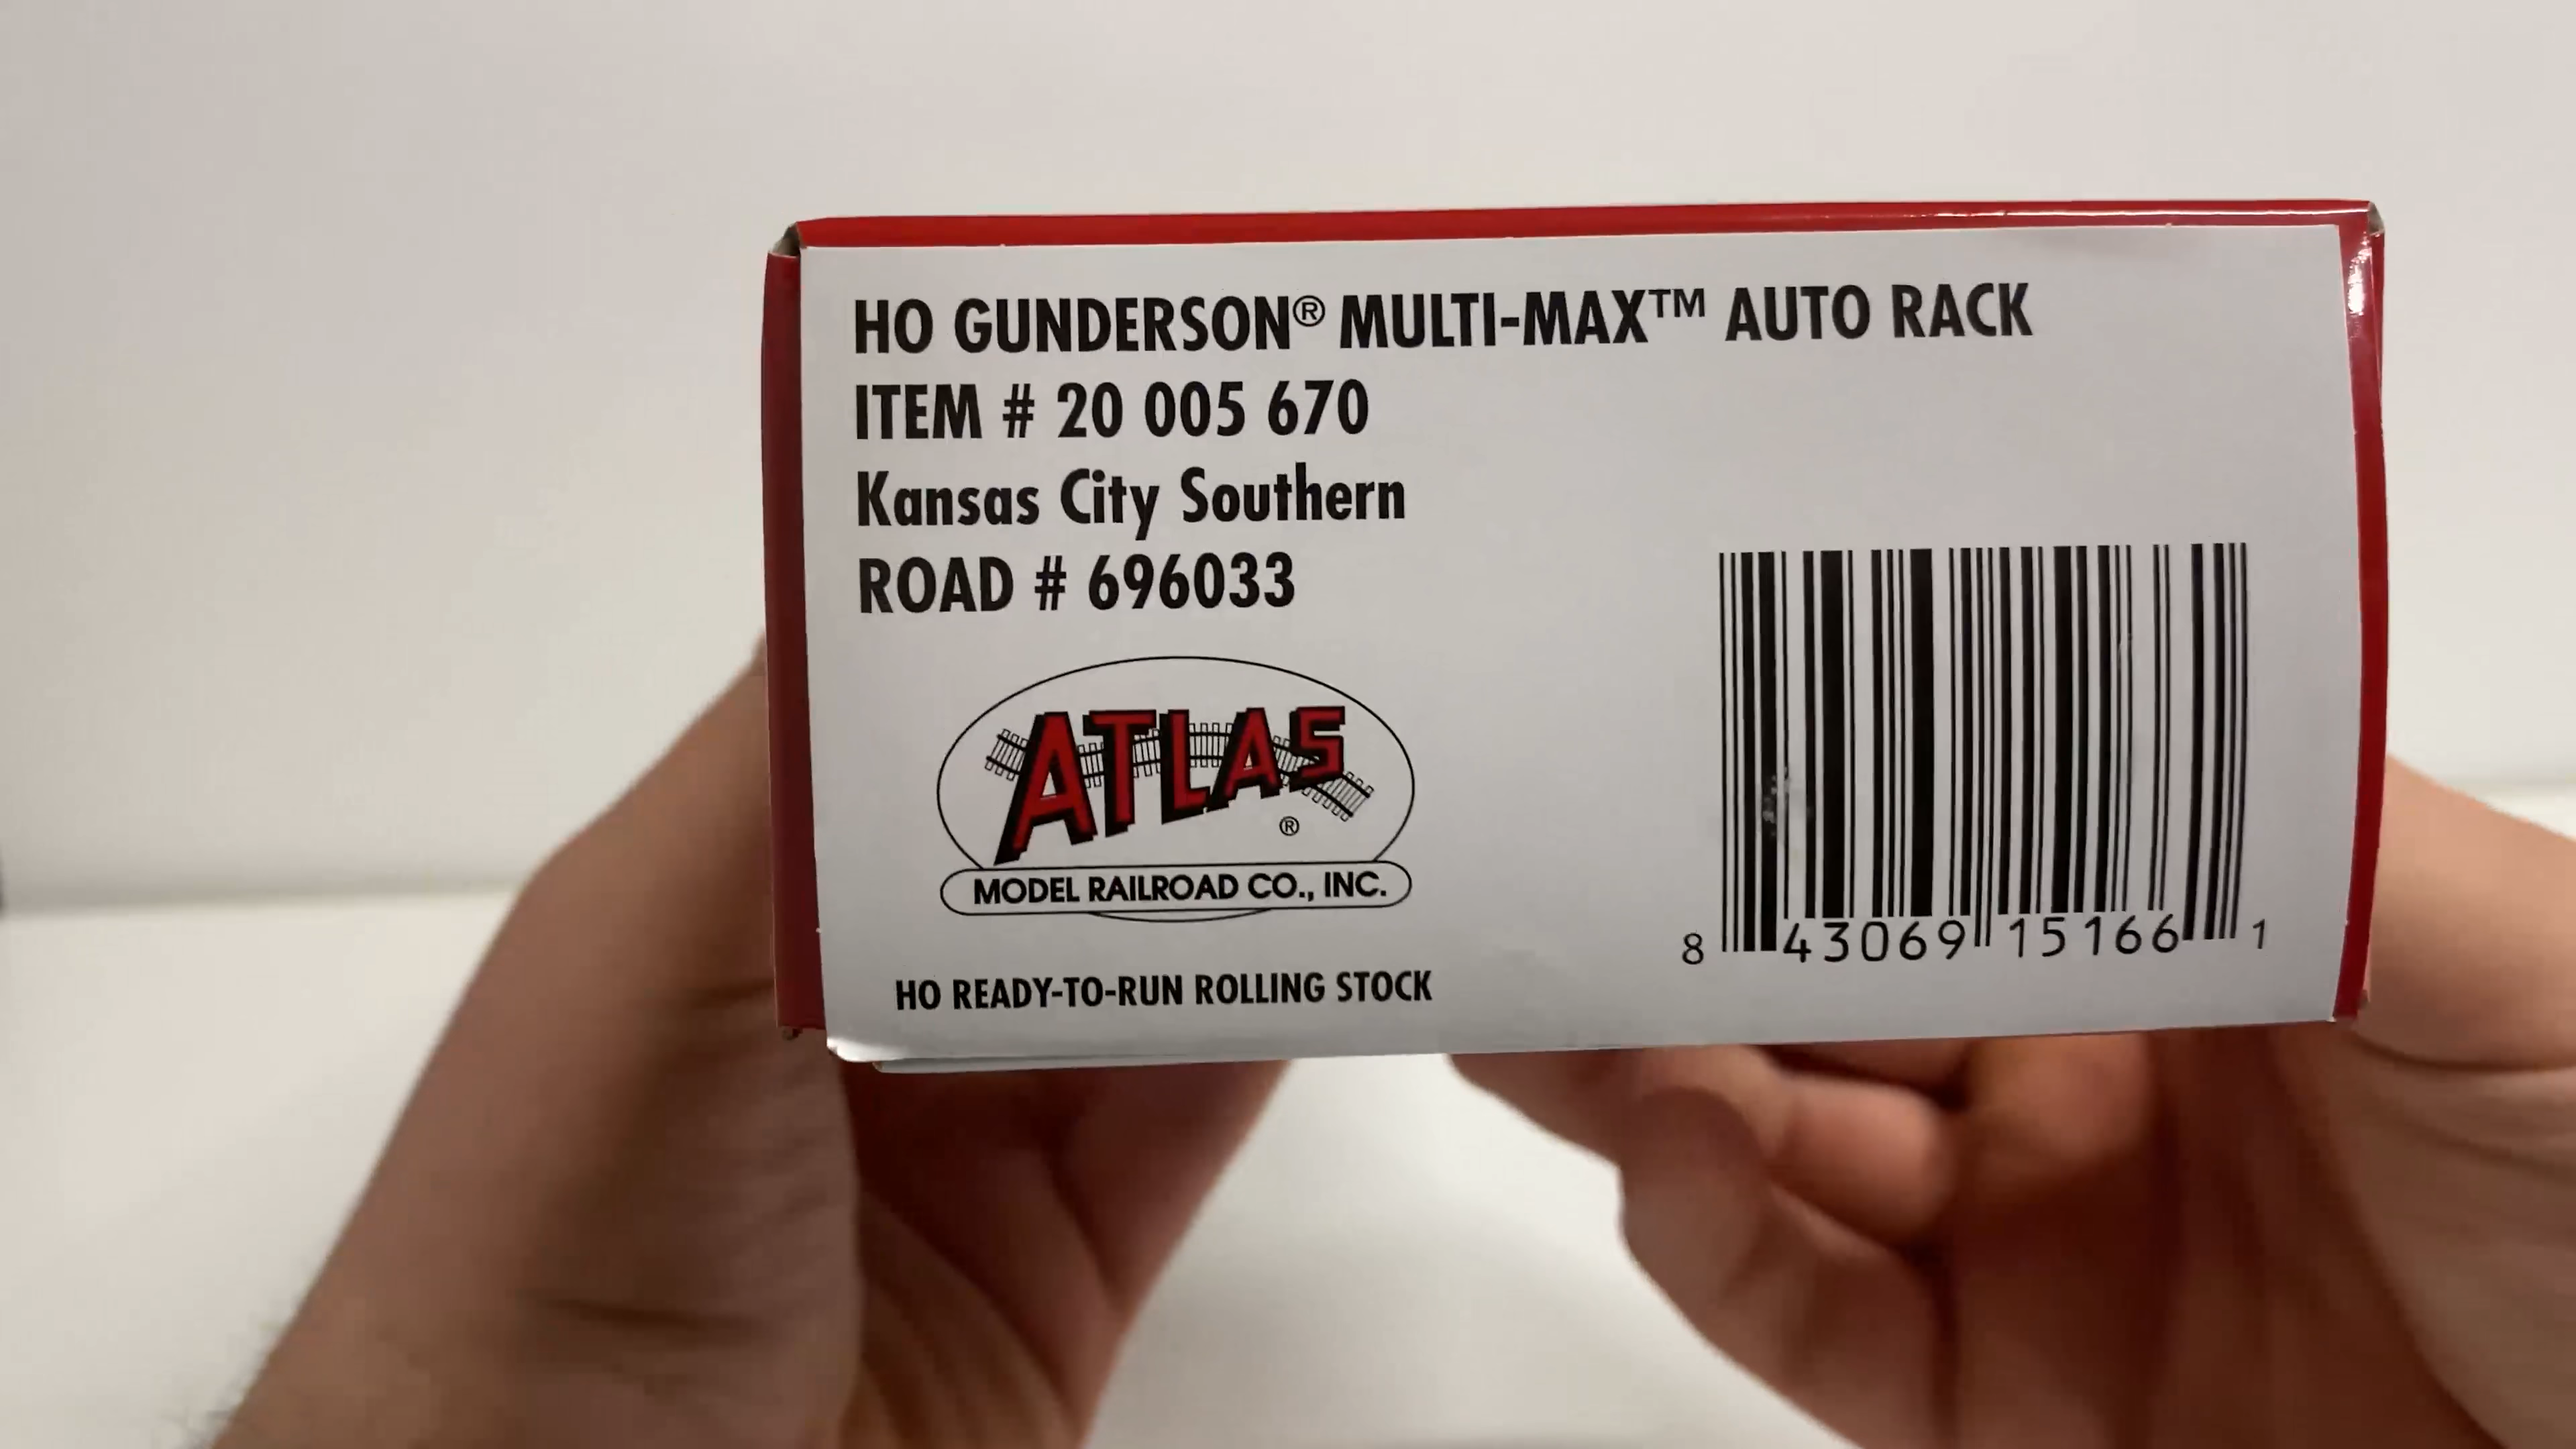 HO GUNDERSON® MULTI-MAX™ AUTO RACK
ITEM # 20 005 670
Kansas City Southern
ROAD # 696033
ATLAS®
MODEL RAILROAD CO., INC.
HO READY-TO-RUN ROLLING STOCK
8 43069 15166 1